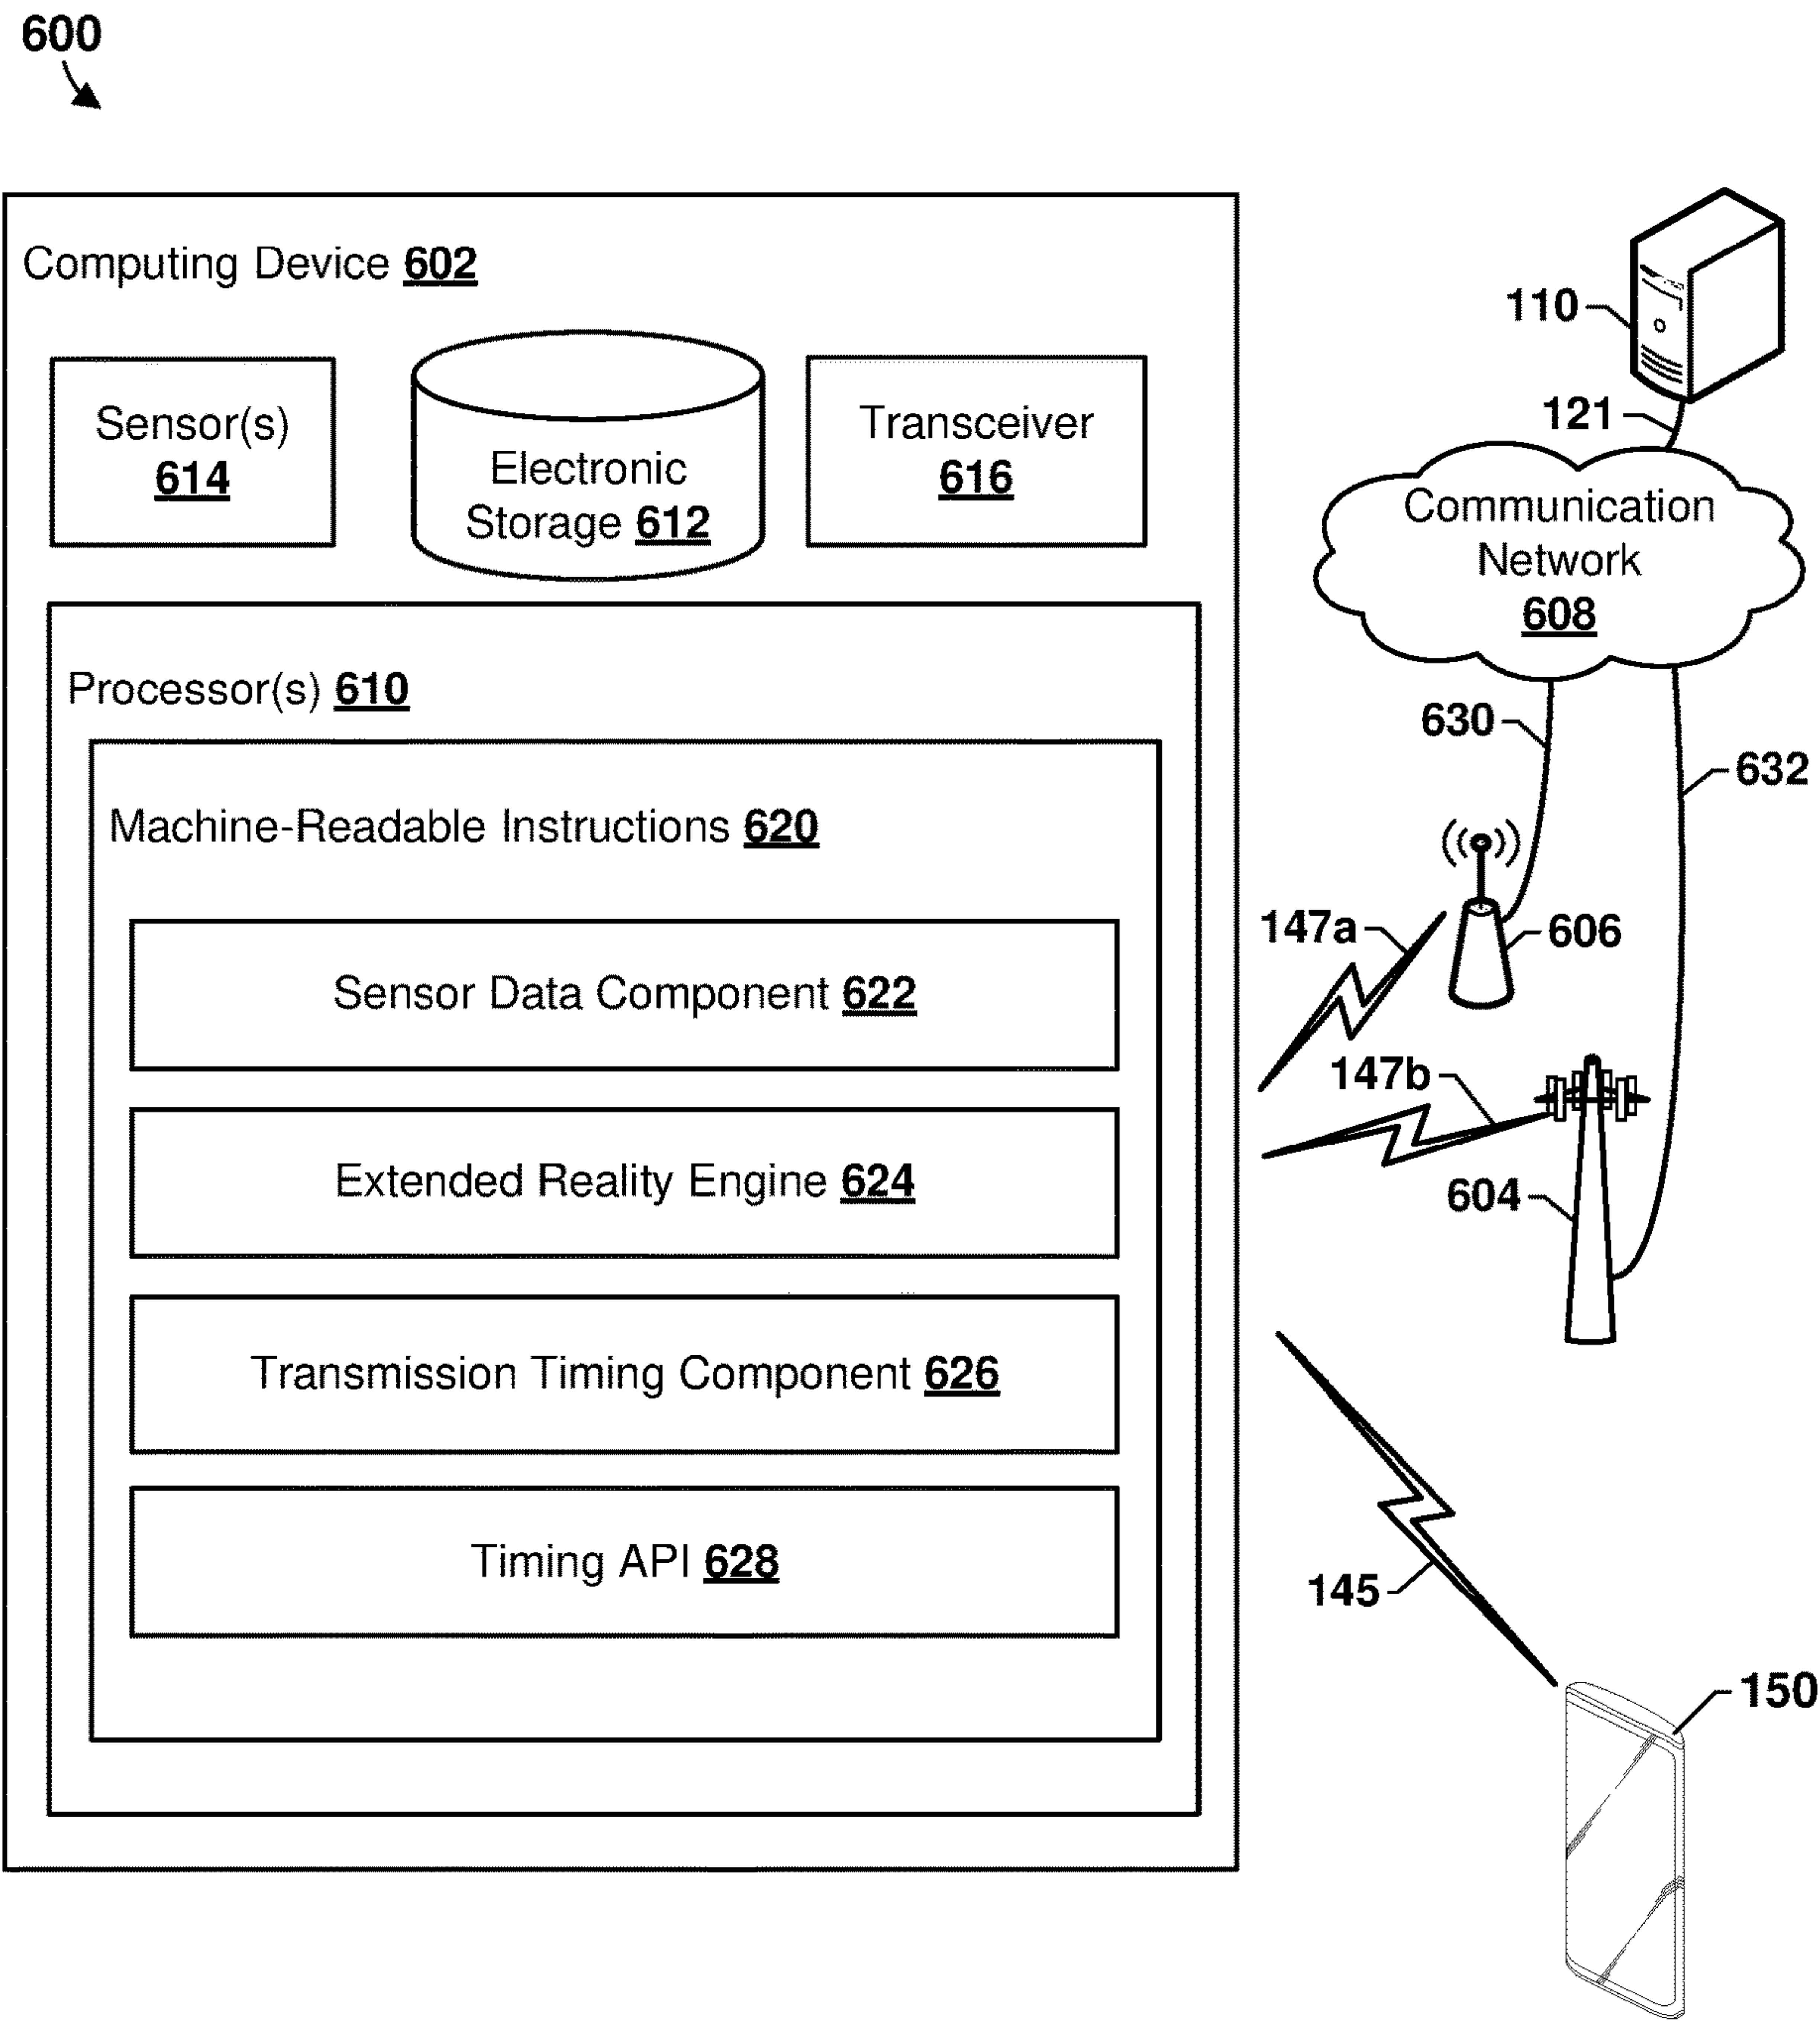 600
Computing Device 602
Sensor(s)
614
Electronic
Storage 612
Transceiver
616
Processor(s) 610
Machine-Readable Instructions 620
Sensor Data Component 622
Extended Reality Engine 624
Transmission Timing Component 626
Timing API 628
110
121
Communication
Network
608
630
632
147a
606
147b
604
145
150